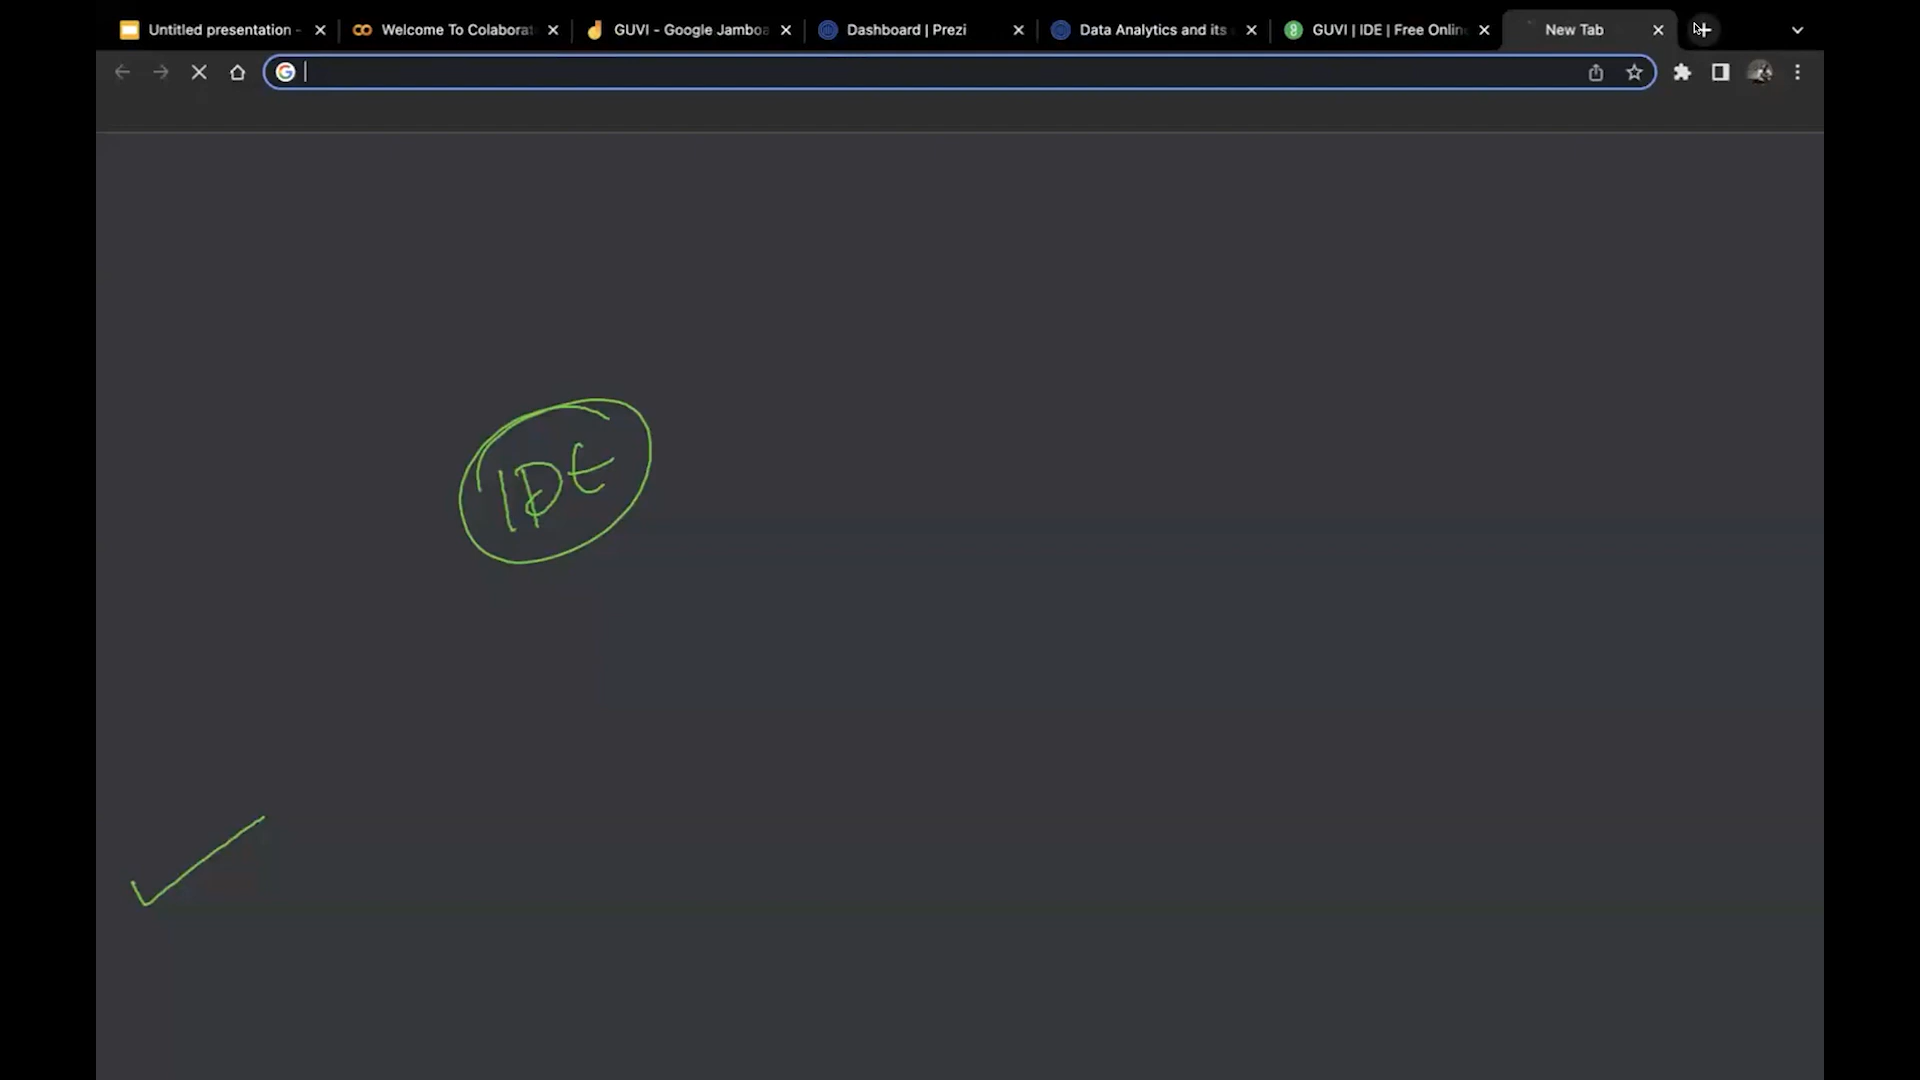 Untitled presentation -
Welcome To Colaborat
GUVI - Google Jamboa
Dashboard | Prezi
Data Analytics and its
GUVI | IDE | Free Onlin
New Tab
IDE